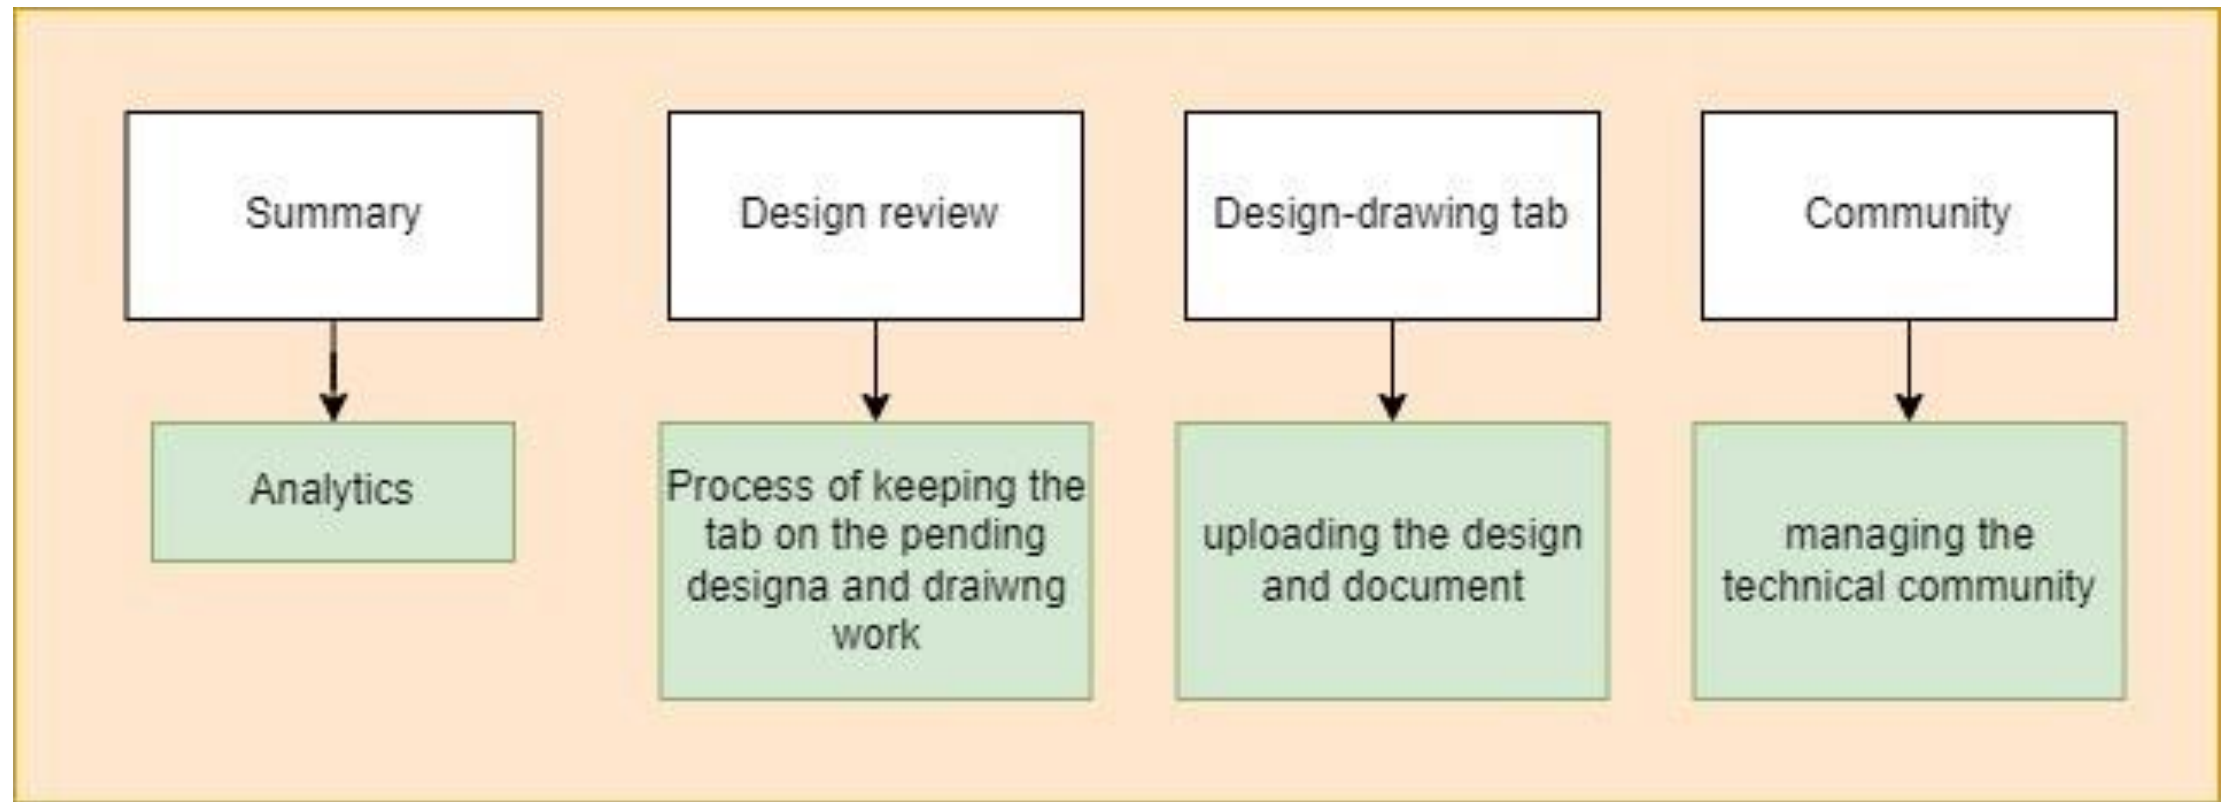 Summary
Design review
Design-drawing tab
Community
Analytics
Process of keeping the
tab on the pending
designa and draiwng
work
uploading the design
and document
managing the
technical community